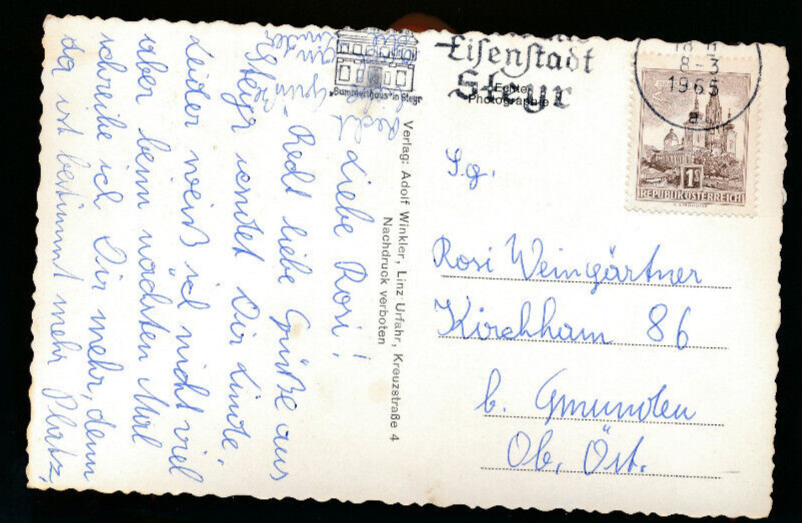 Liebe Rosi!
Recht liebe Grüße aus
Steyr sendet Dir Linde.
Leider weiß ich nicht viel
aber beim nächsten Mal
schreibe ich Dir mehr, denn
da ist bestimmt mehr Platz.
Verlag: Adolf Winkler, Linz-Urfahr, Kreuzstraße 4
Nachdruck verboten
"Bummerlhaus" in Steyr
Eisenstadt
Steyr
Echte
Photographie
8-3
1965
a
1S
REPUBLIK ÖSTERREICH
S.g.
Rosi Weingärtner
Kirchham 86
b. Gmunden
Ob. Öst.